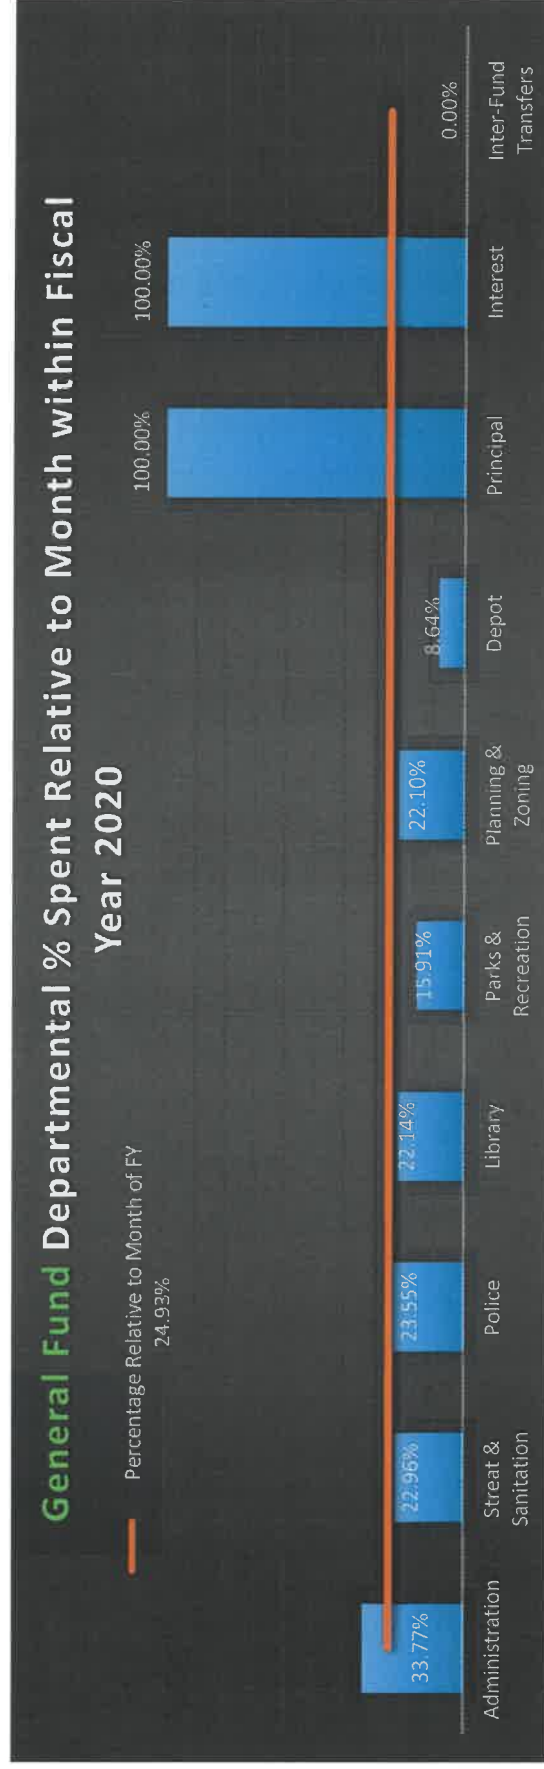 General Fund Departmental % Spent Relative to Month within Fiscal
Year 2020
Percentage Relative to Month of FY
24.93%
33.77%
22.96%
23.55%
22.14%
15.91%
22.10%
8.64%
100.00%
100.00%
0.00%
Administration
Streat &
Sanitation
Police
Library
Parks &
Recreation
Planning &
Zoning
Depot
Principal
Interest
Inter-Fund
Transfers